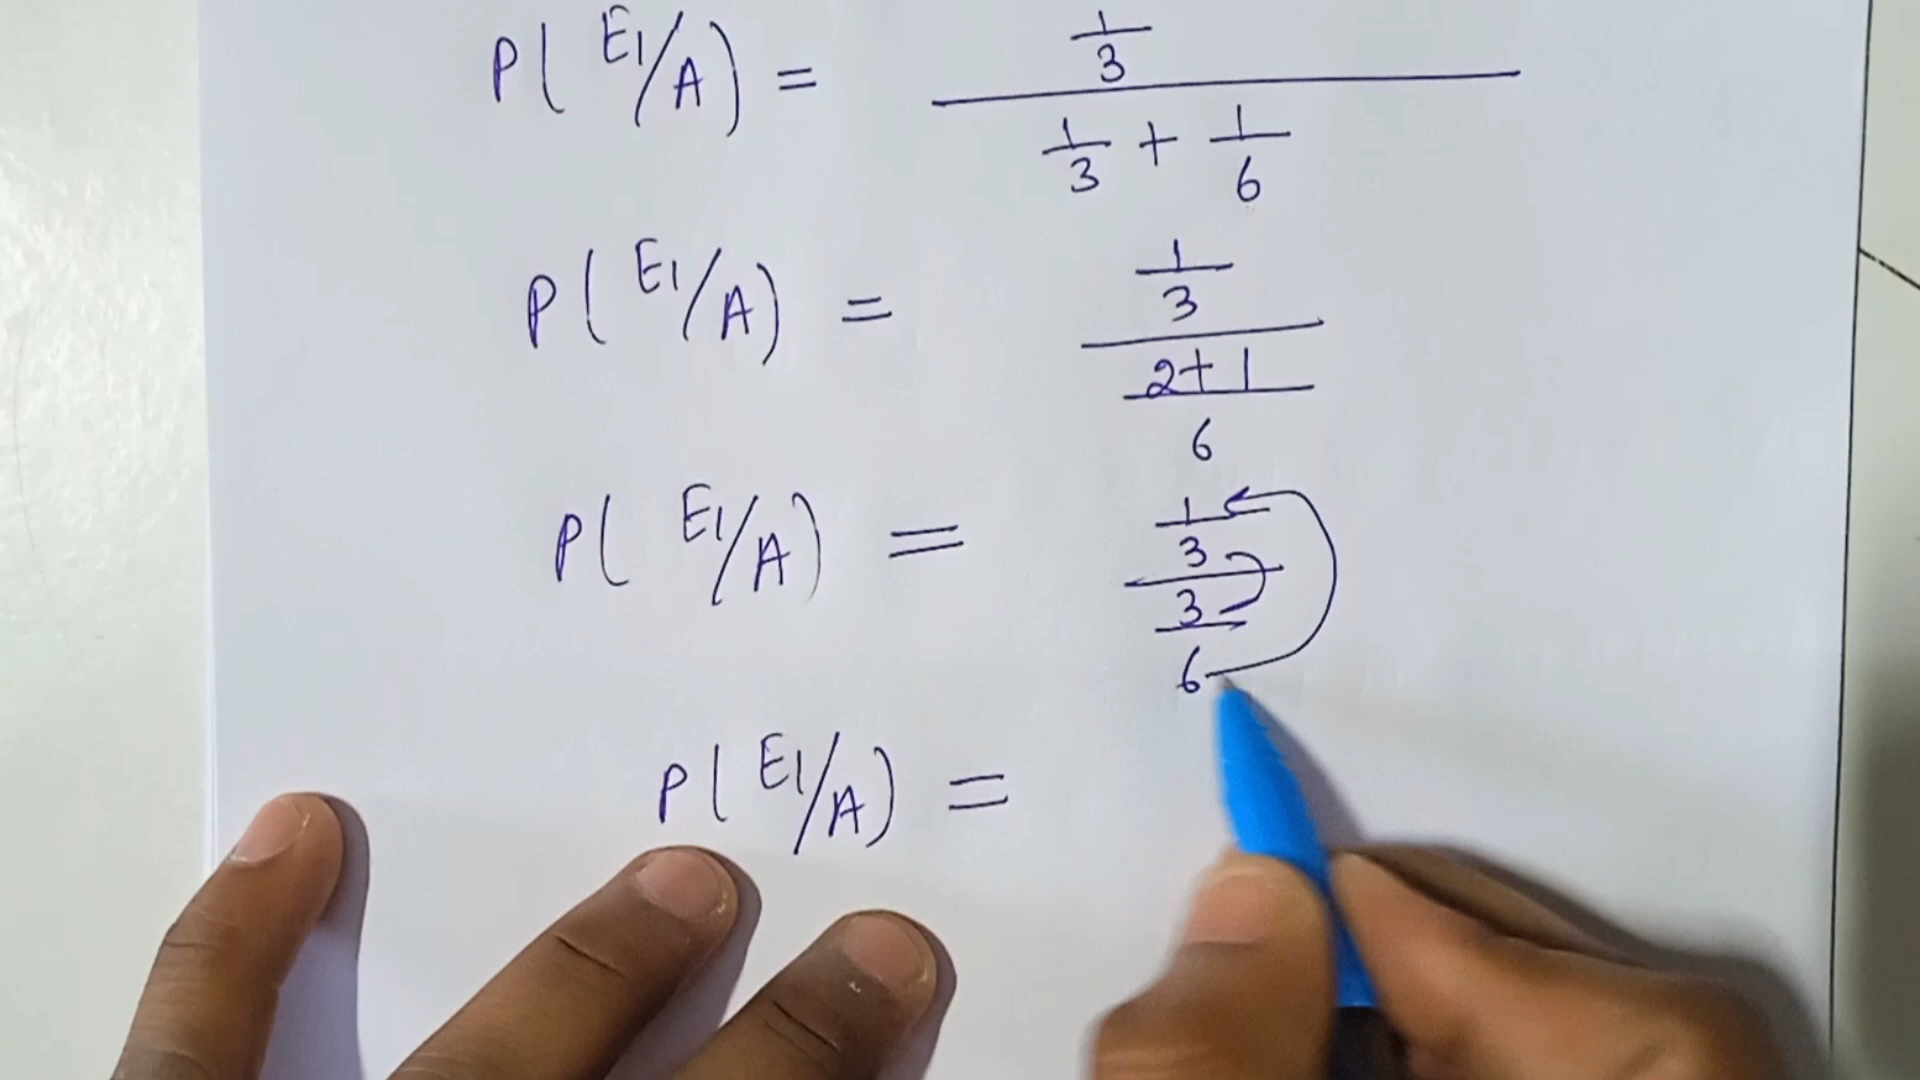 P(E1/A) = (1/3)/(1/3 + 1/6)
P(E1/A) = (1/3)/((2+1)/6)
P(E1/A) = (1/3)/(3/6)
P(E1/A) =